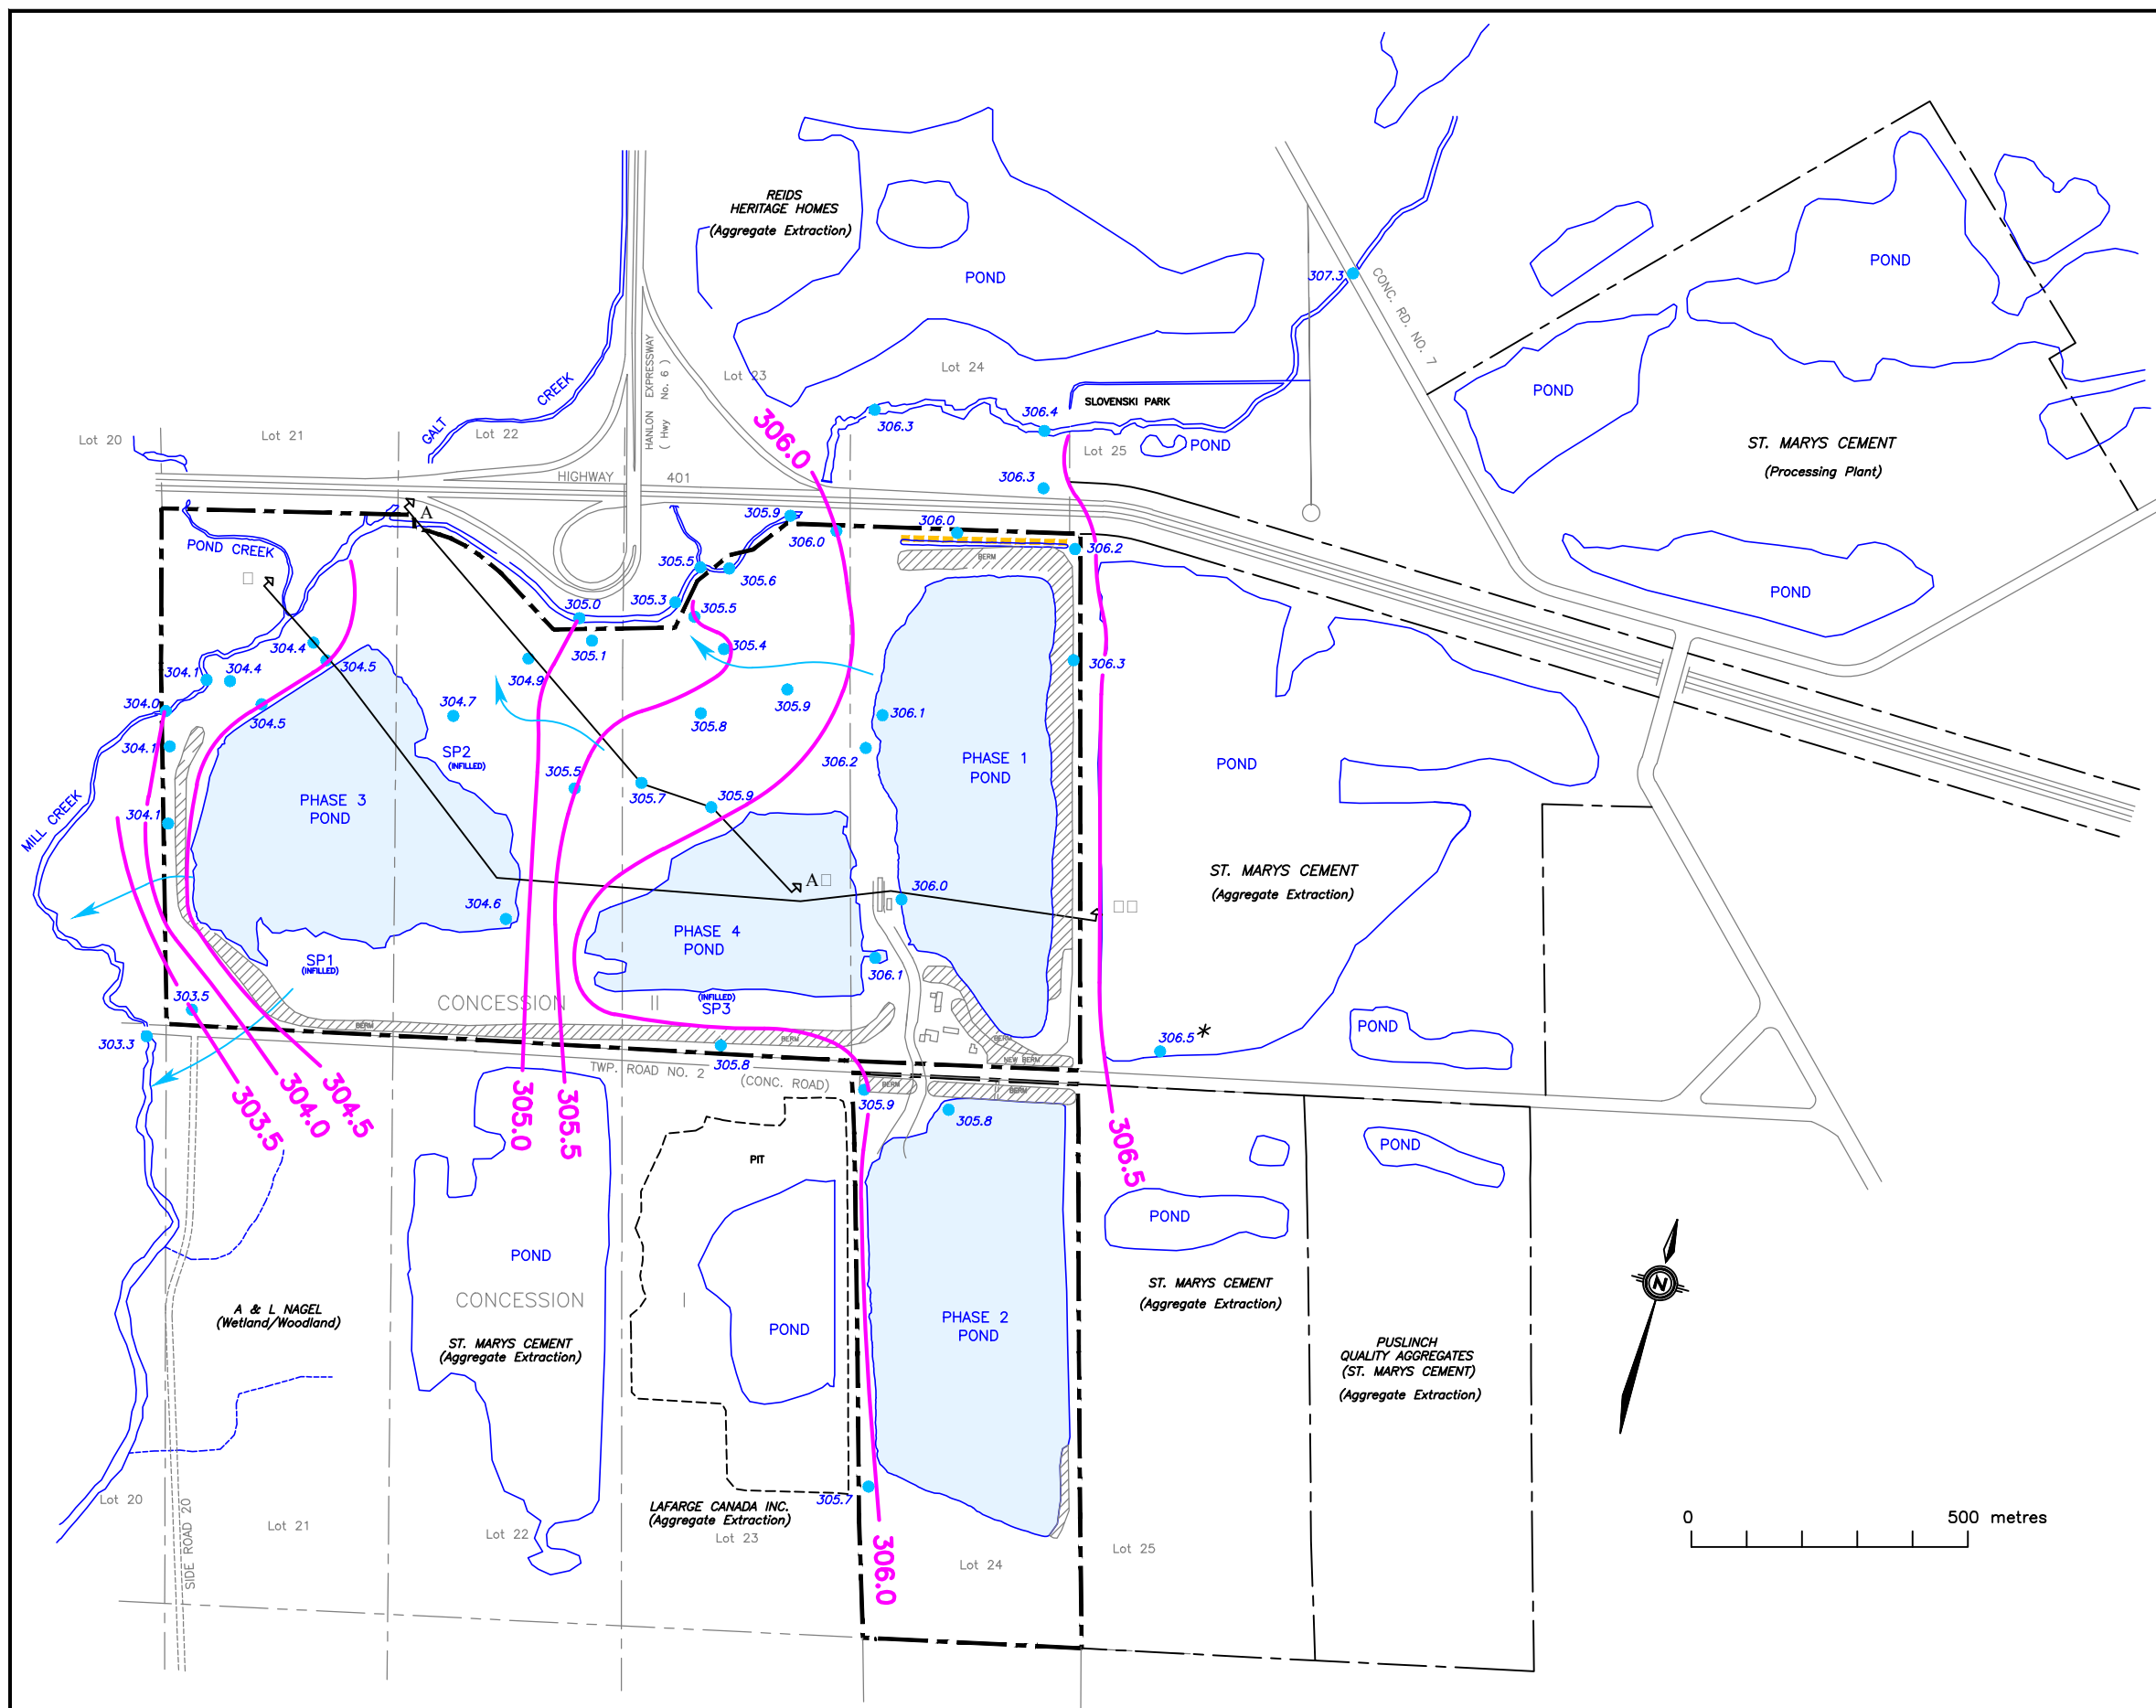 REIDS
HERITAGE HOMES
(Aggregate Extraction)
POND
307.3
CONC. RD. NO. 7
POND
POND
ST. MARYS CEMENT
(Processing Plant)
POND
GALT
CREEK
HANLON EXPRESSWAY
( Hwy No. 6 )
Lot 20
Lot 21
Lot 22
Lot 23
Lot 24
SLOVENSKI PARK
Lot 25
POND
306.0
306.3
306.4
306.3
HIGHWAY 401
A
POND CREEK
305.9
306.0
306.0
306.2
BERM
305.5
305.6
305.3
305.5
305.0
305.1
305.4
306.3
304.4
304.5
304.1
304.4
304.9
304.0
304.5
304.7
305.8
305.9
306.1
304.1
SP2
(INFILLED)
306.2
PHASE 1
POND
POND
305.5
305.7
305.9
304.1
PHASE 3
POND
MILL CREEK
ST. MARYS CEMENT
(Aggregate Extraction)
A
306.0
304.6
PHASE 4
POND
306.1
SP1
(INFILLED)
CONCESSION II
(INFILLED)
SP3
303.5
BERM
BERM
BERM
NEW BERM
303.3
305.8
306.5*
POND
TWP. ROAD NO. 2
(CONC. ROAD)
305.9
BERM
BERM
305.8
303.5
304.0
304.5
305.0
305.5
306.5
PIT
POND
POND
POND
CONCESSION I
A & L NAGEL
(Wetland/Woodland)
ST. MARYS CEMENT
(Aggregate Extraction)
POND
PHASE 2
POND
ST. MARYS CEMENT
(Aggregate Extraction)
PUSLINCH
QUALITY AGGREGATES
(ST. MARYS CEMENT)
(Aggregate Extraction)
N
305.7
LAFARGE CANADA INC.
(Aggregate Extraction)
Lot 20
SIDE ROAD 20
Lot 21
Lot 22
Lot 23
306.0
Lot 24
Lot 25
0 500 metres